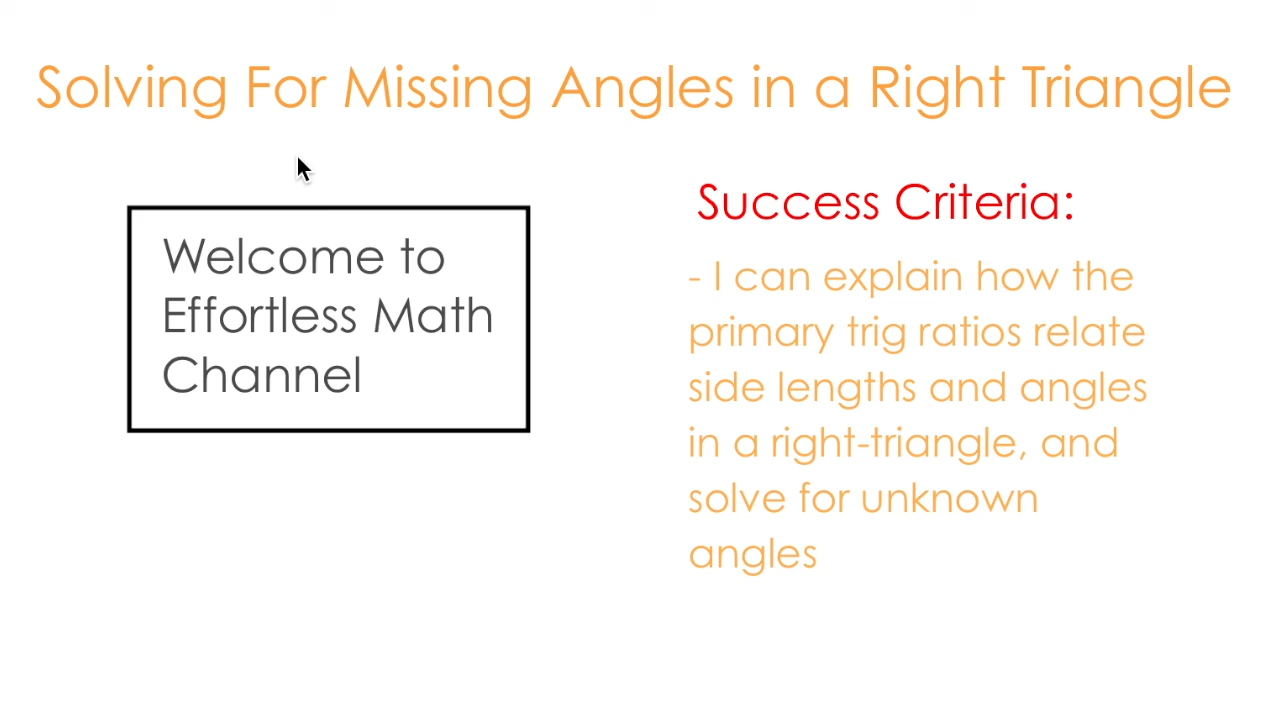 Solving For Missing Angles in a Right Triangle
Welcome to
Effortless Math
Channel
Success Criteria:
- I can explain how the
primary trig ratios relate
side lengths and angles
in a right-triangle, and
solve for unknown
angles